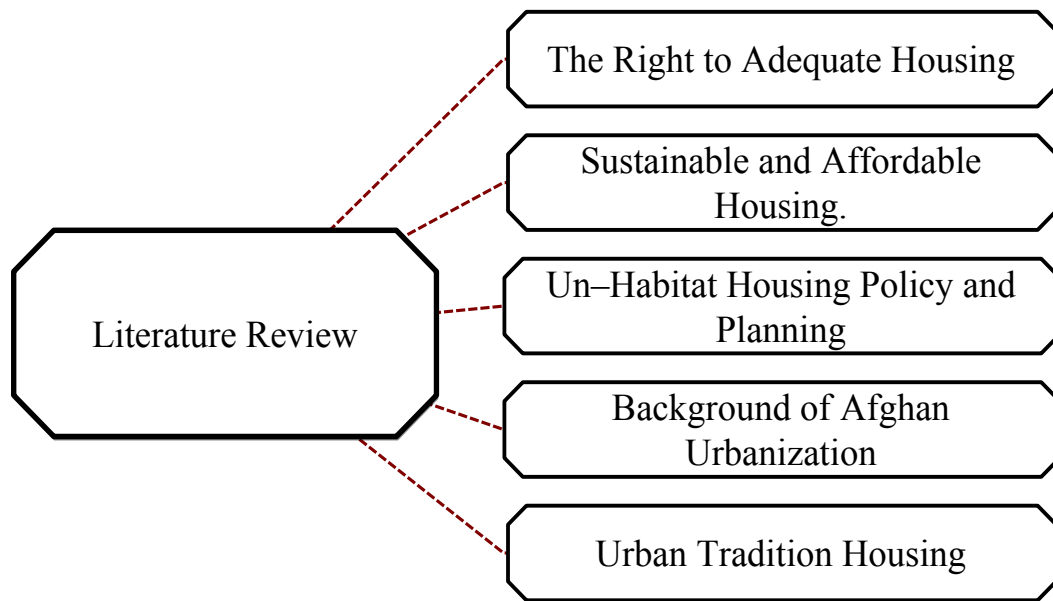 The Right to Adequate Housing
Sustainable and Affordable
Housing.
Un–Habitat Housing Policy and
Planning
Literature Review
Background of Afghan
Urbanization
Urban Tradition Housing